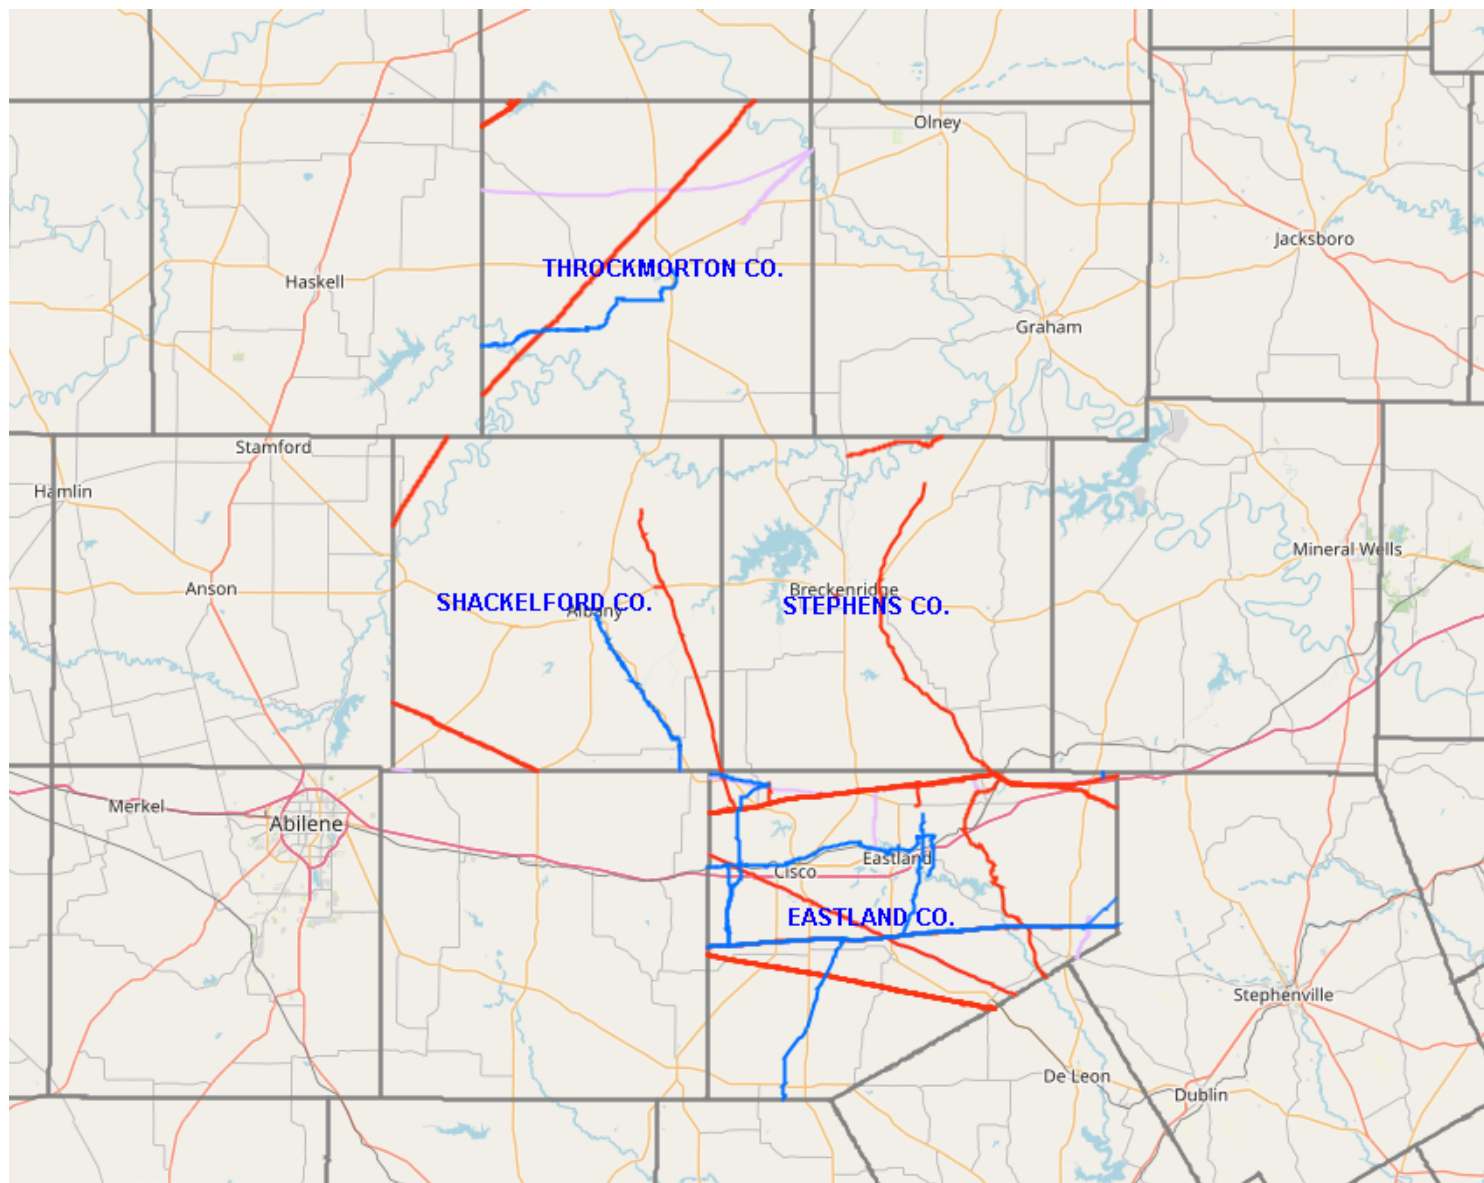 Olney
Jacksboro
THROCKMORTON CO.
Haskell
Graham
Stamford
Hamlin
Mineral Wells
Anson
Breckenridge
SHACKELFORD CO.
STEPHENS CO.
Albany
Merkel
Abilene
Eastland
Cisco
EASTLAND CO.
Stephenville
De Leon
Dublin